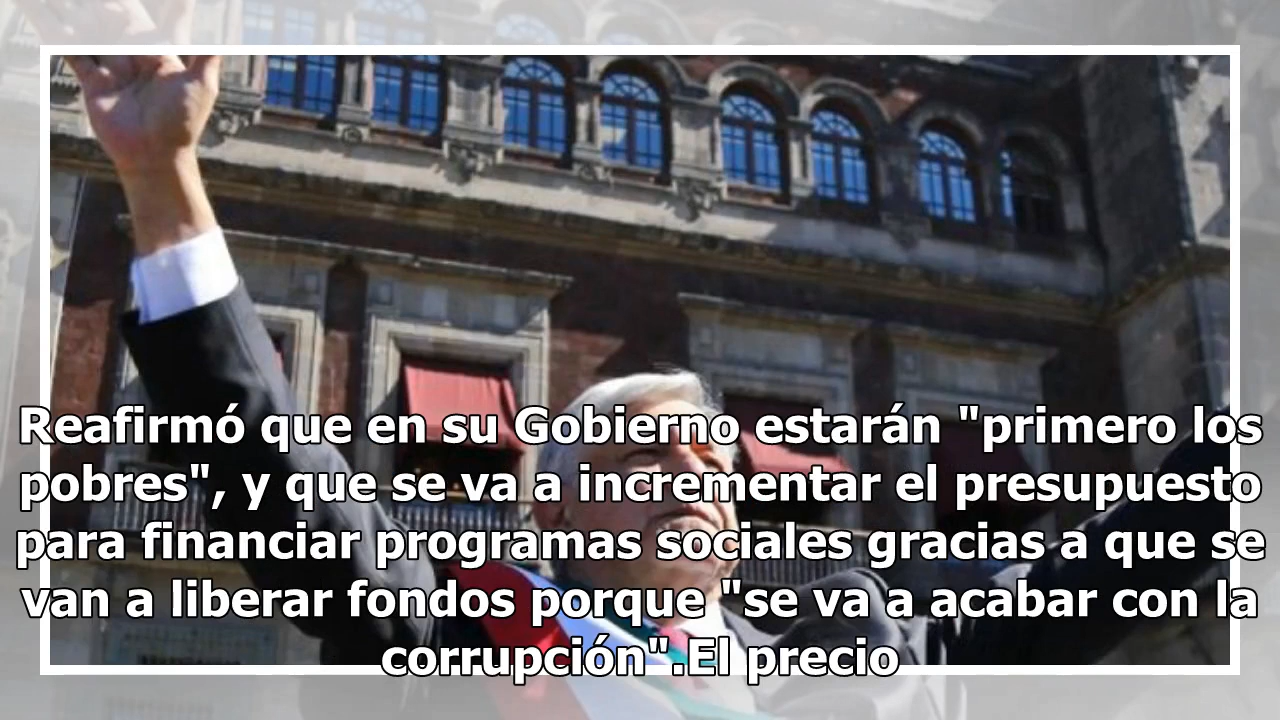 Reafirmó que en su Gobierno estarán "primero los
pobres", y que se va a incrementar el presupuesto
para financiar programas sociales gracias a que se
van a liberar fondos porque "se va a acabar con la
corrupción".El precio